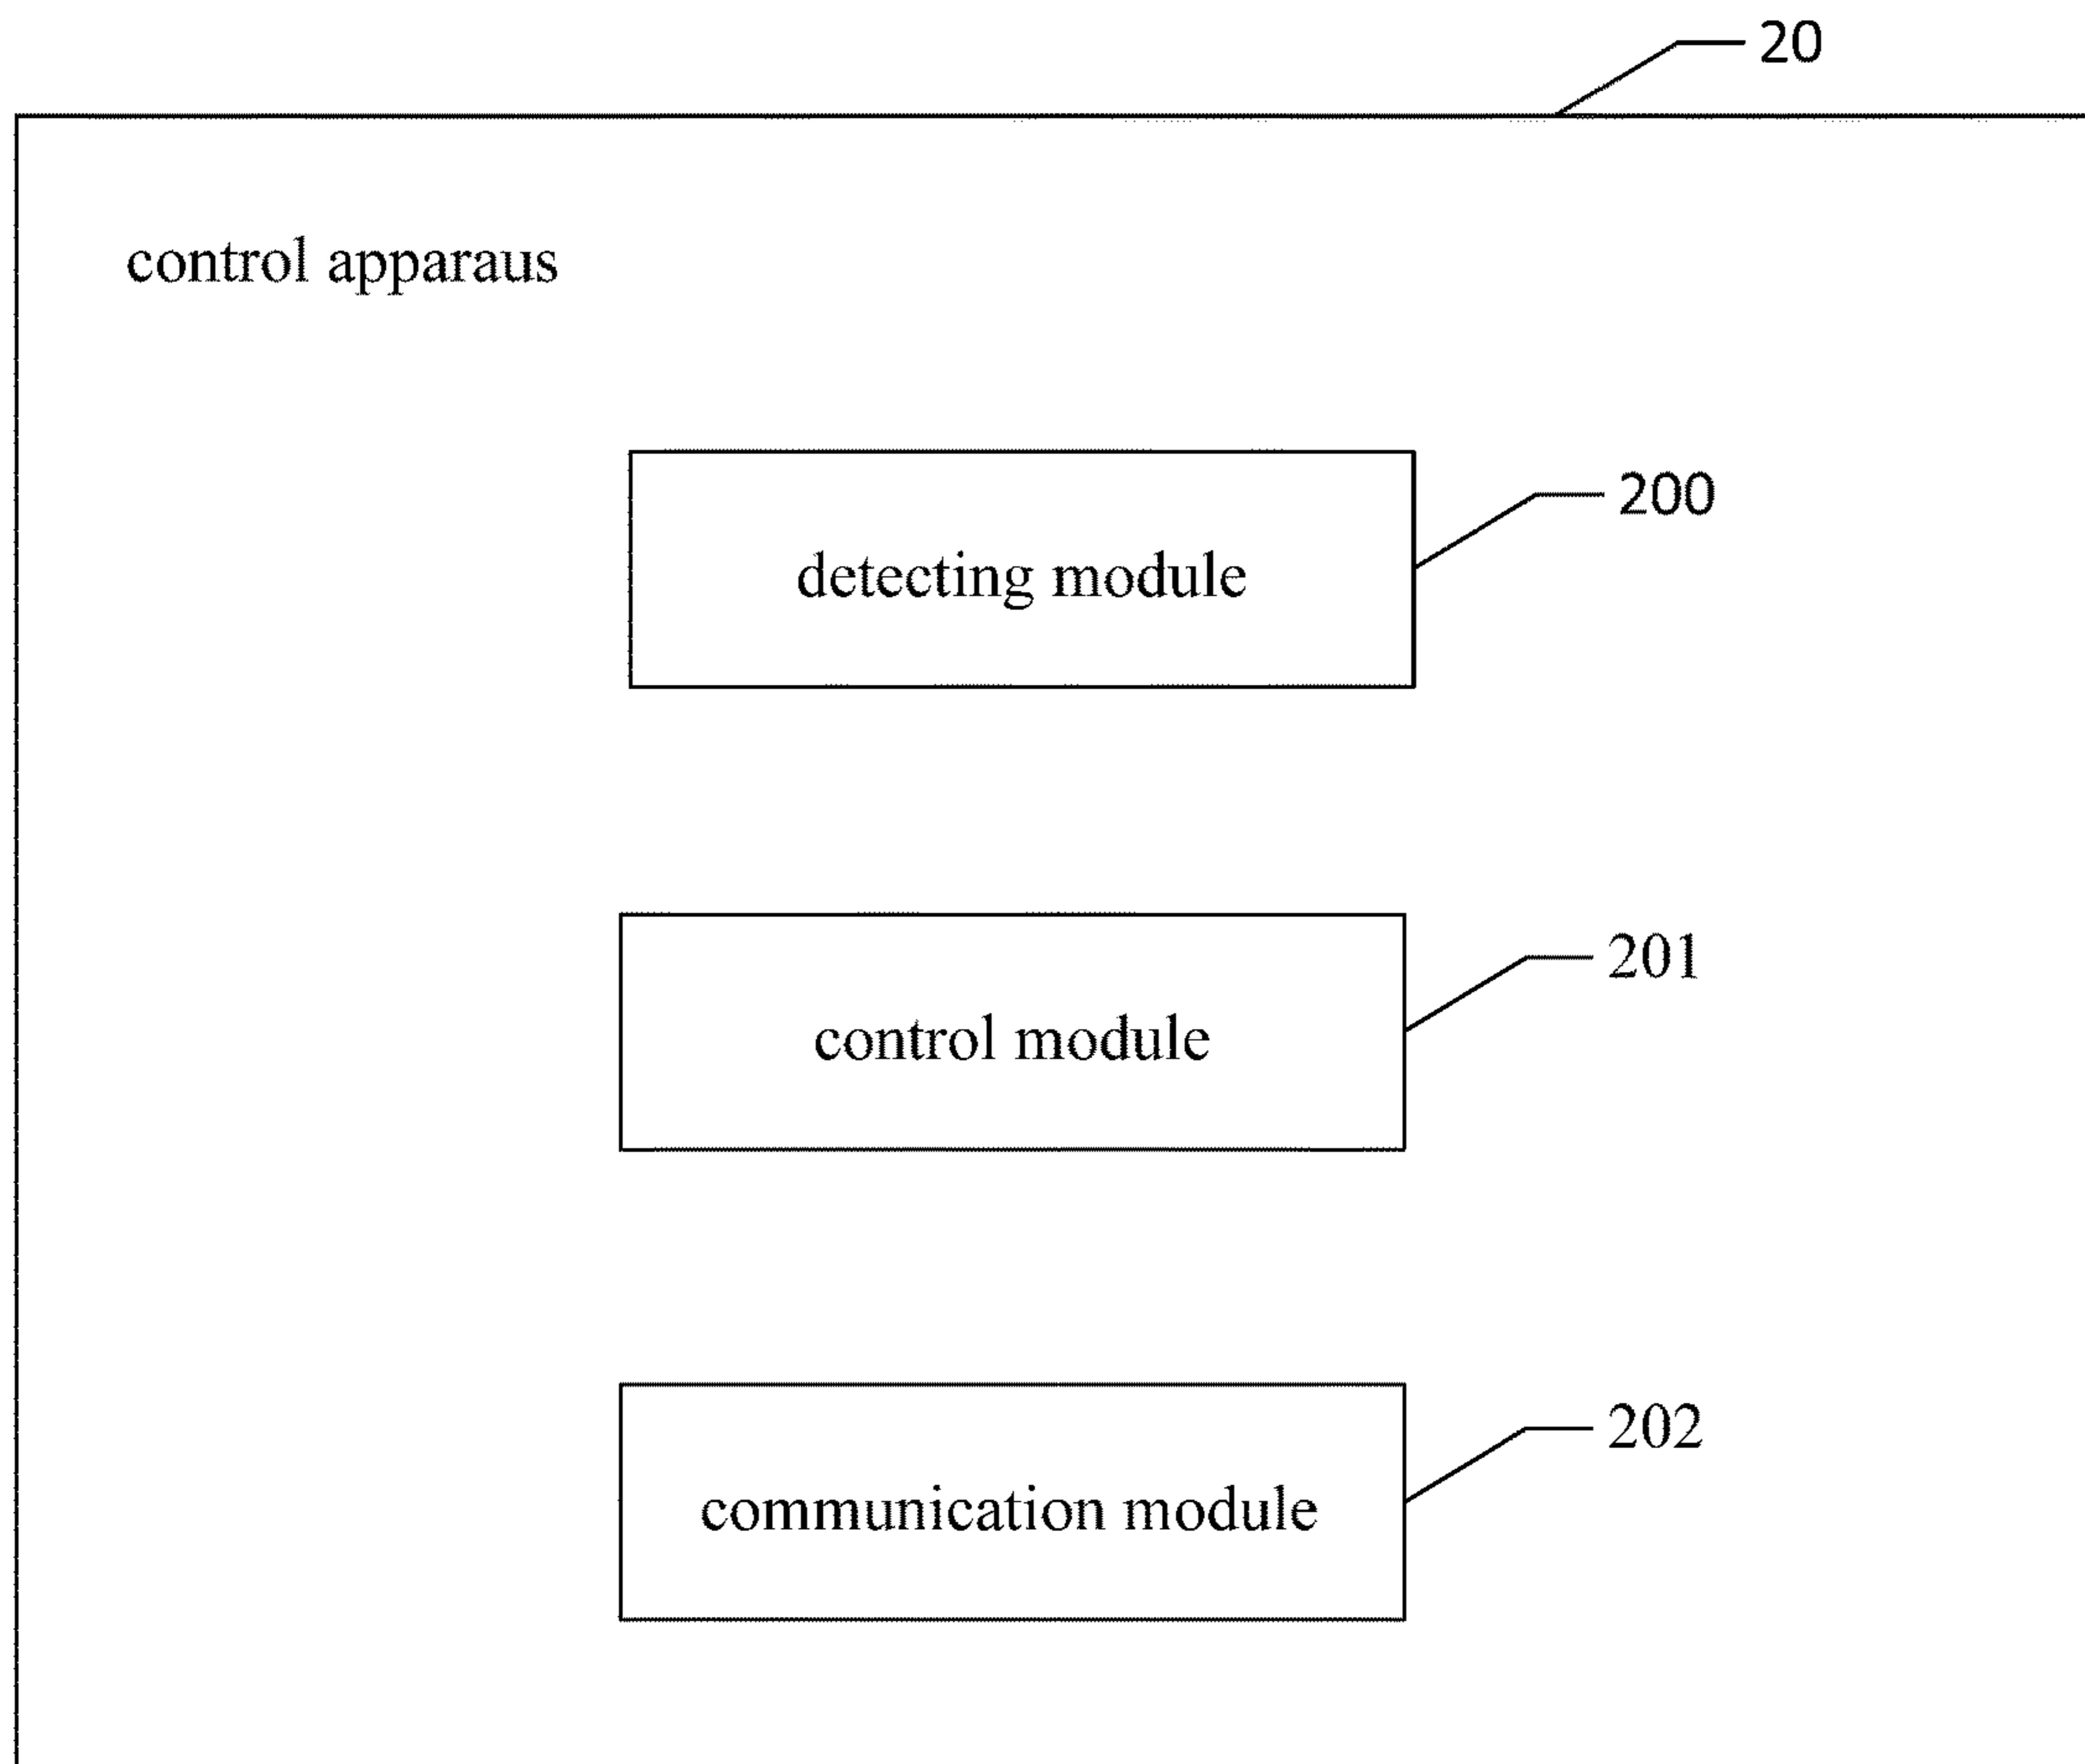 20
control apparaus
200
detecting module
201
control module
202
communication module